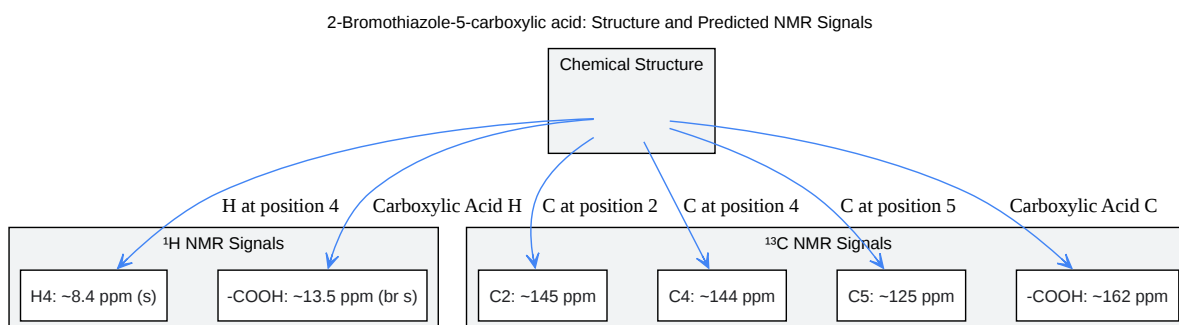 2-Bromothiazole-5-carboxylic acid: Structure and Predicted NMR Signals
Chemical Structure
H at position 4
Carboxylic Acid H
C at position 2
C at position 4
C at position 5
Carboxylic Acid C
¹H NMR Signals
¹³C NMR Signals
H4: ~8.4 ppm (s)
-COOH: ~13.5 ppm (br s)
C2: ~145 ppm
C4: ~144 ppm
C5: ~125 ppm
-COOH: ~162 ppm